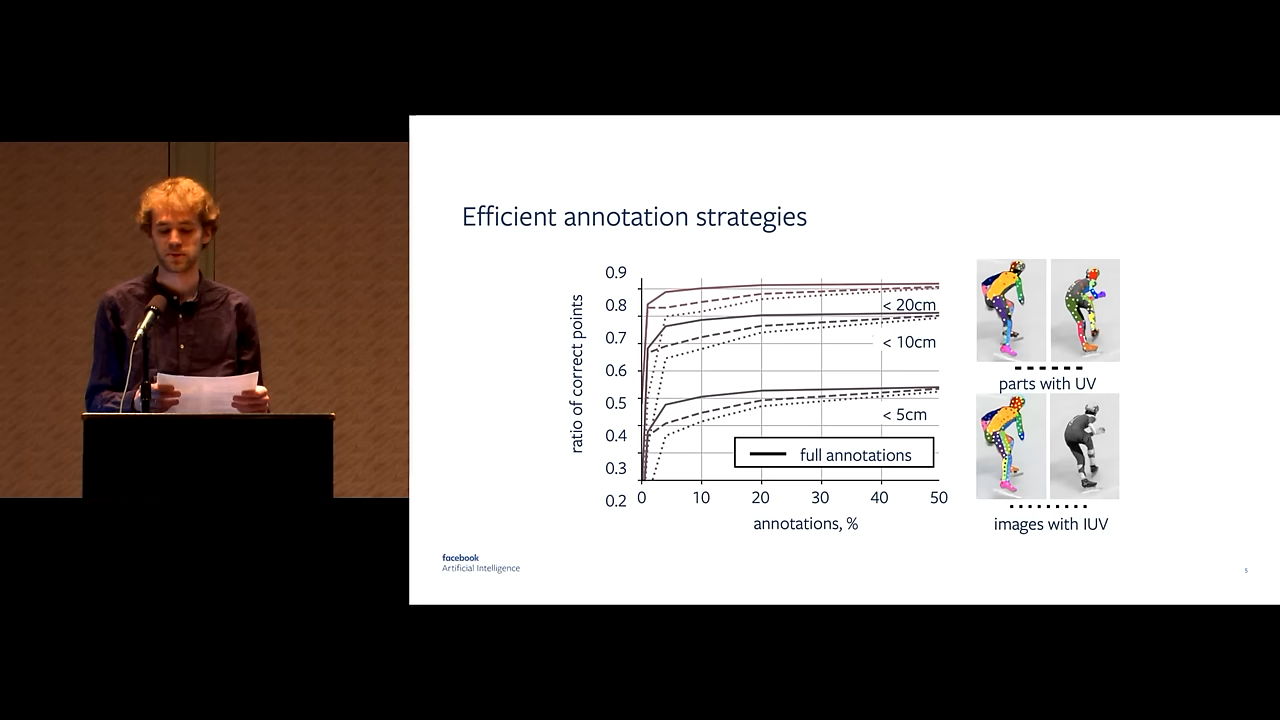 Efficient annotation strategies
ratio of correct points
0.9
0.8
0.7
0.6
0.5
0.4
0.3
0.2
< 20cm
< 10cm
< 5cm
full annotations
0 10 20 30 40 50
annotations, %
parts with UV
images with IUV
facebook
Artificial Intelligence
5